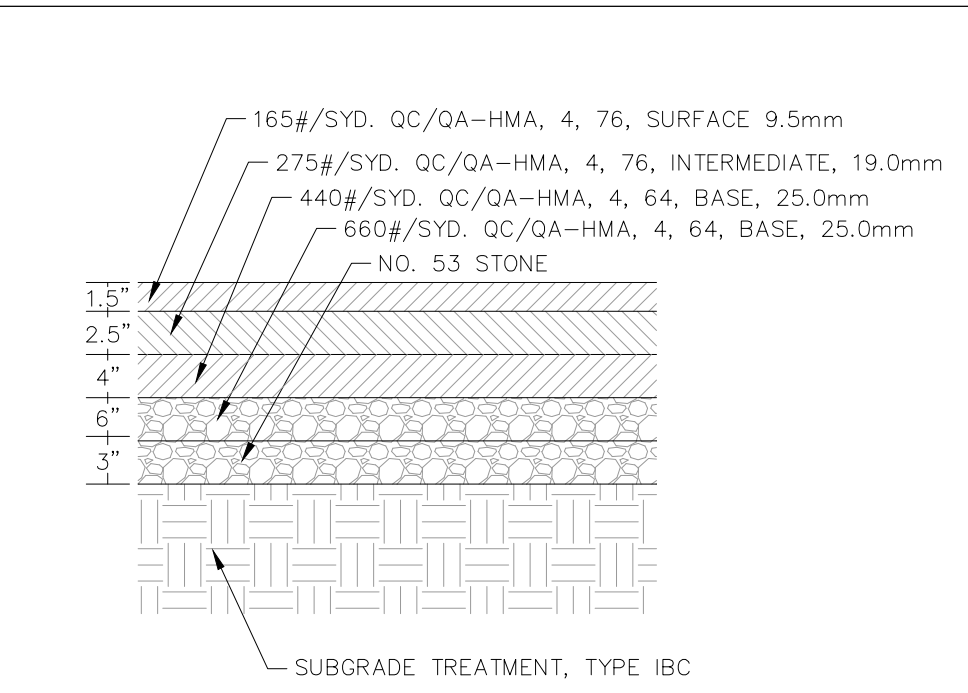 165#/SYD. QC/QA-HMA, 4, 76, SURFACE 9.5mm
275#/SYD. QC/QA-HMA, 4, 76, INTERMEDIATE, 19.0mm
440#/SYD. QC/QA-HMA, 4, 64, BASE, 25.0mm
660#/SYD. QC/QA-HMA, 4, 64, BASE, 25.0mm
NO. 53 STONE
1.5"
2.5"
4"
6"
3"
SUBGRADE TREATMENT, TYPE IBC